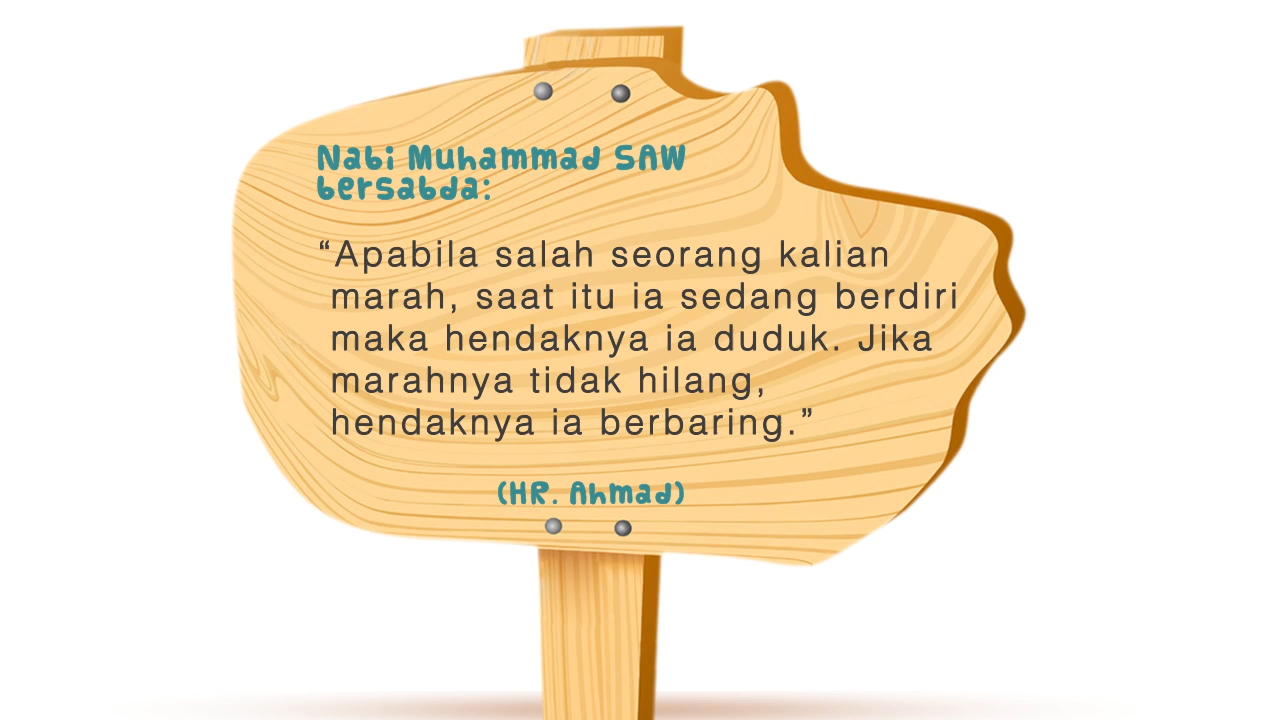 Nabi Muhammad SAW
bersabda:
“Apabila salah seorang kalian
marah, saat itu ia sedang berdiri
maka hendaknya ia duduk. Jika
marahnya tidak hilang,
hendaknya ia berbaring.”
(HR. Ahmad)